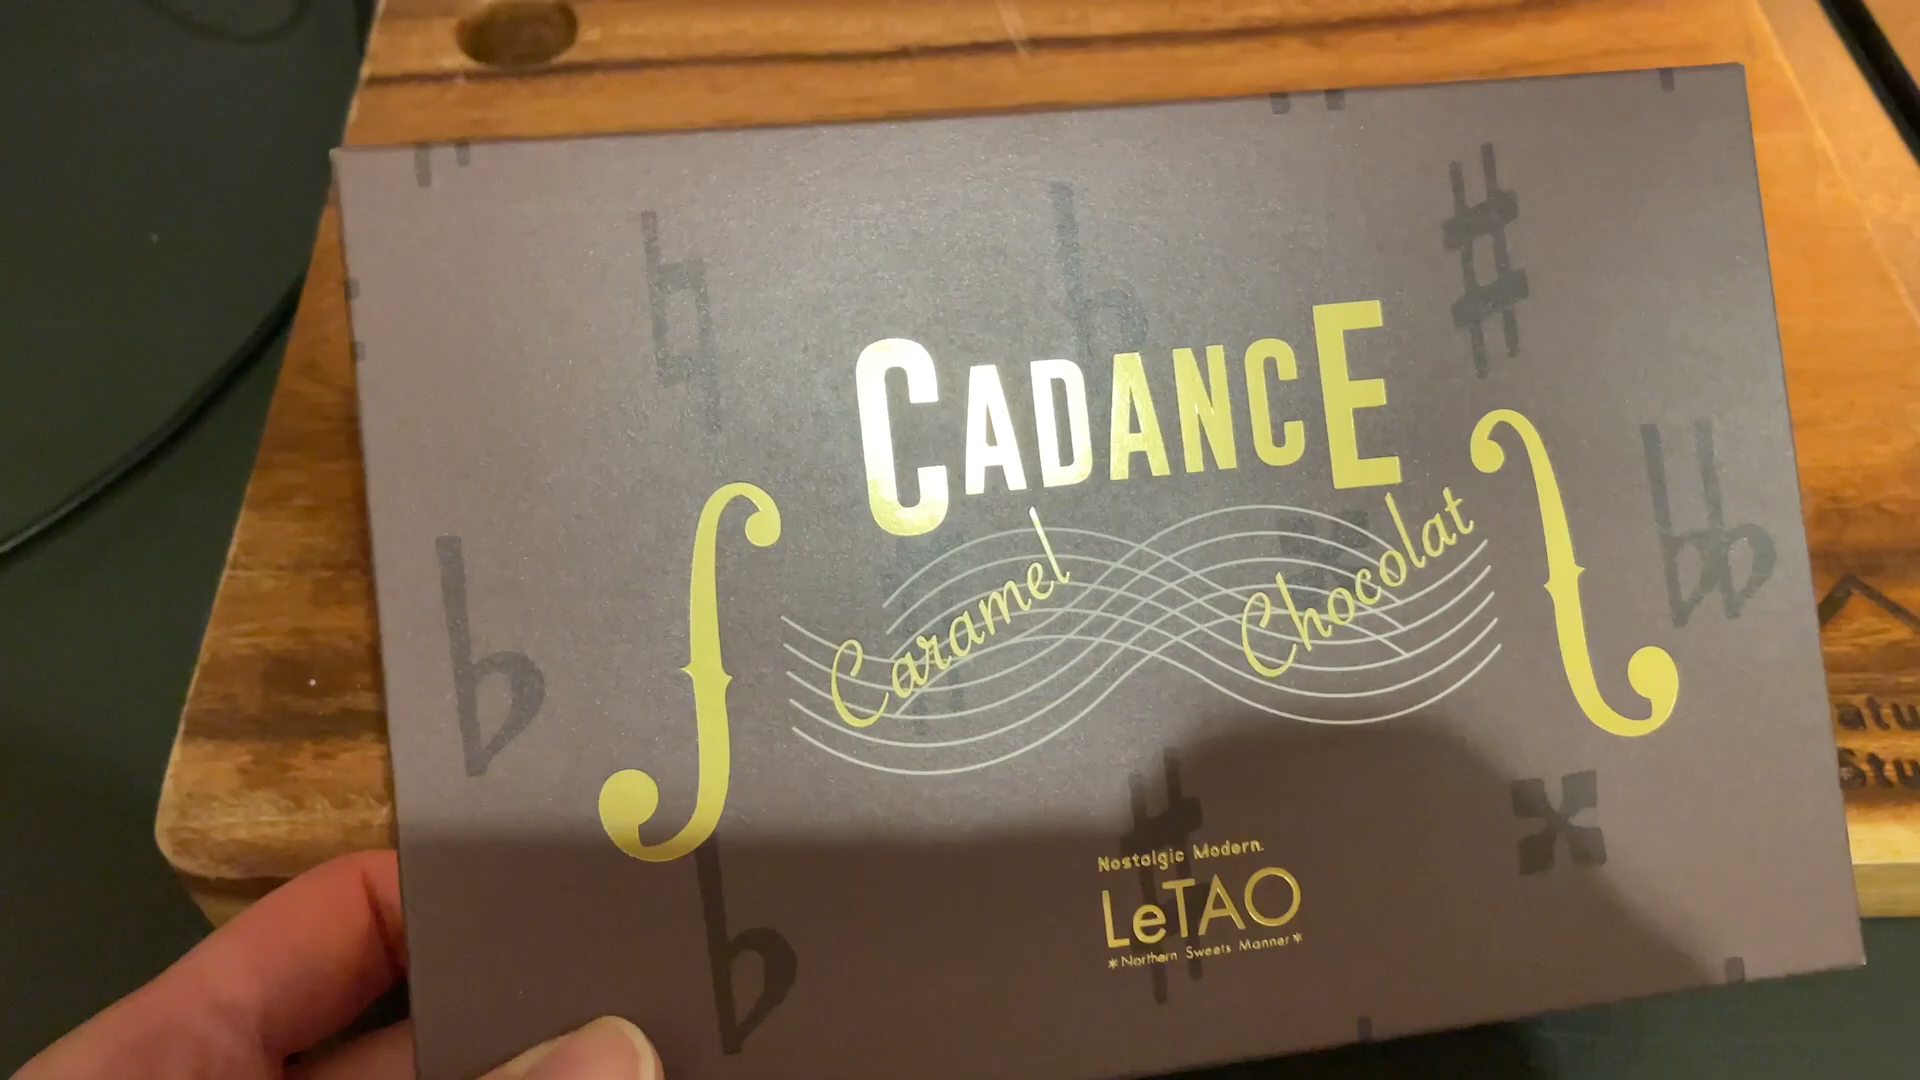 CADANCE
Caramel Chocolat
Nostalgic Modern.
LeTAO
*Northern Sweets Manner*